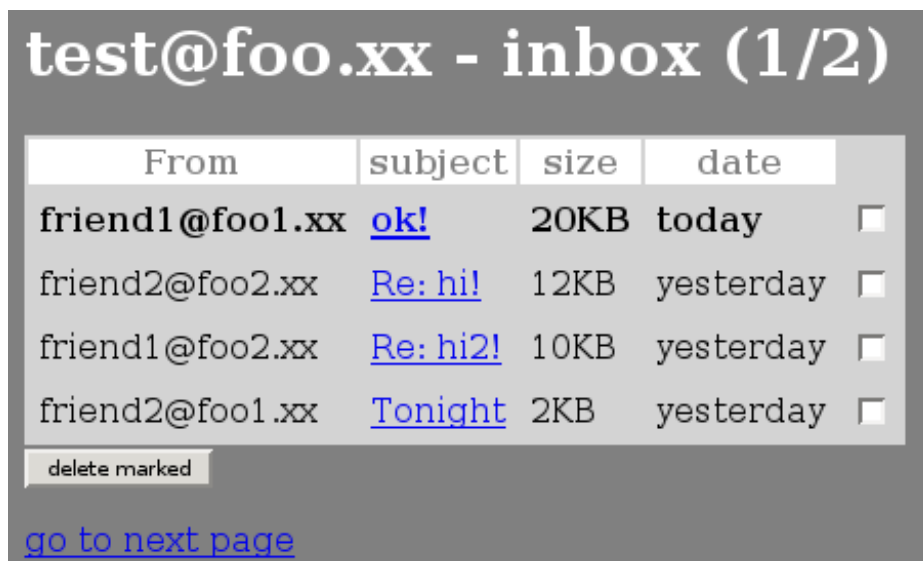 test@foo.xx - inbox (1/2)
From subject size date
friend1@foo1.xx ok! 20KB today
friend2@foo2.xx Re: hi! 12KB yesterday
friend1@foo2.xx Re: hi2! 10KB yesterday
friend2@foo1.xx Tonight 2KB yesterday
delete marked
go to next page